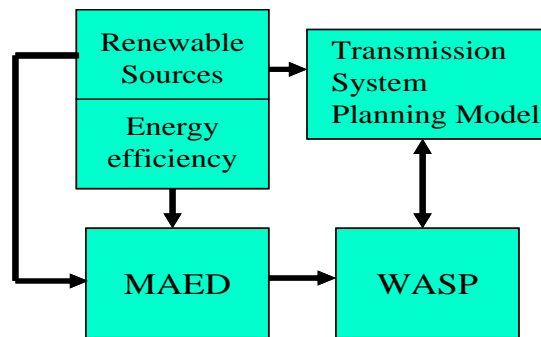 Renewable
Sources
Energy
efficiency
Transmission
System
Planning Model
MAED
WASP